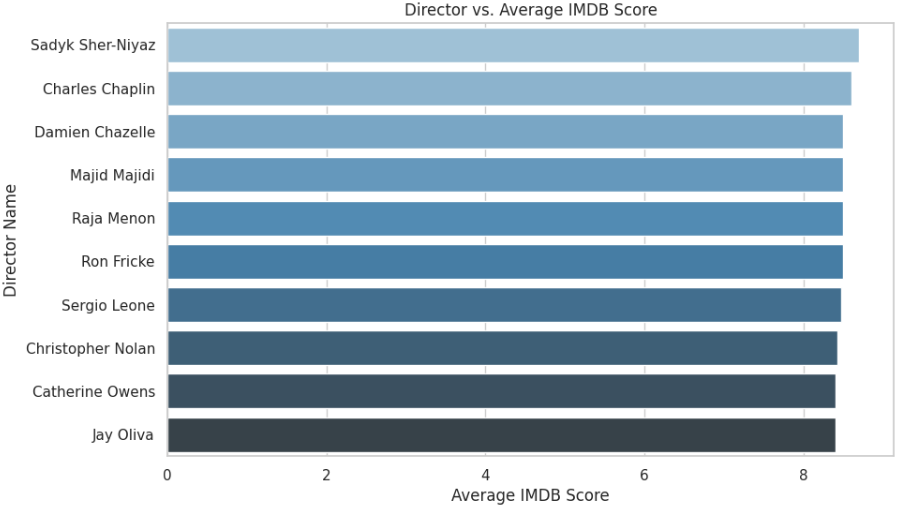 Director vs. Average IMDB Score
Director Name
Sadyk Sher-Niyaz
Charles Chaplin
Damien Chazelle
Majid Majidi
Raja Menon
Ron Fricke
Sergio Leone
Christopher Nolan
Catherine Owens
Jay Oliva
0 2 4 6 8
Average IMDB Score